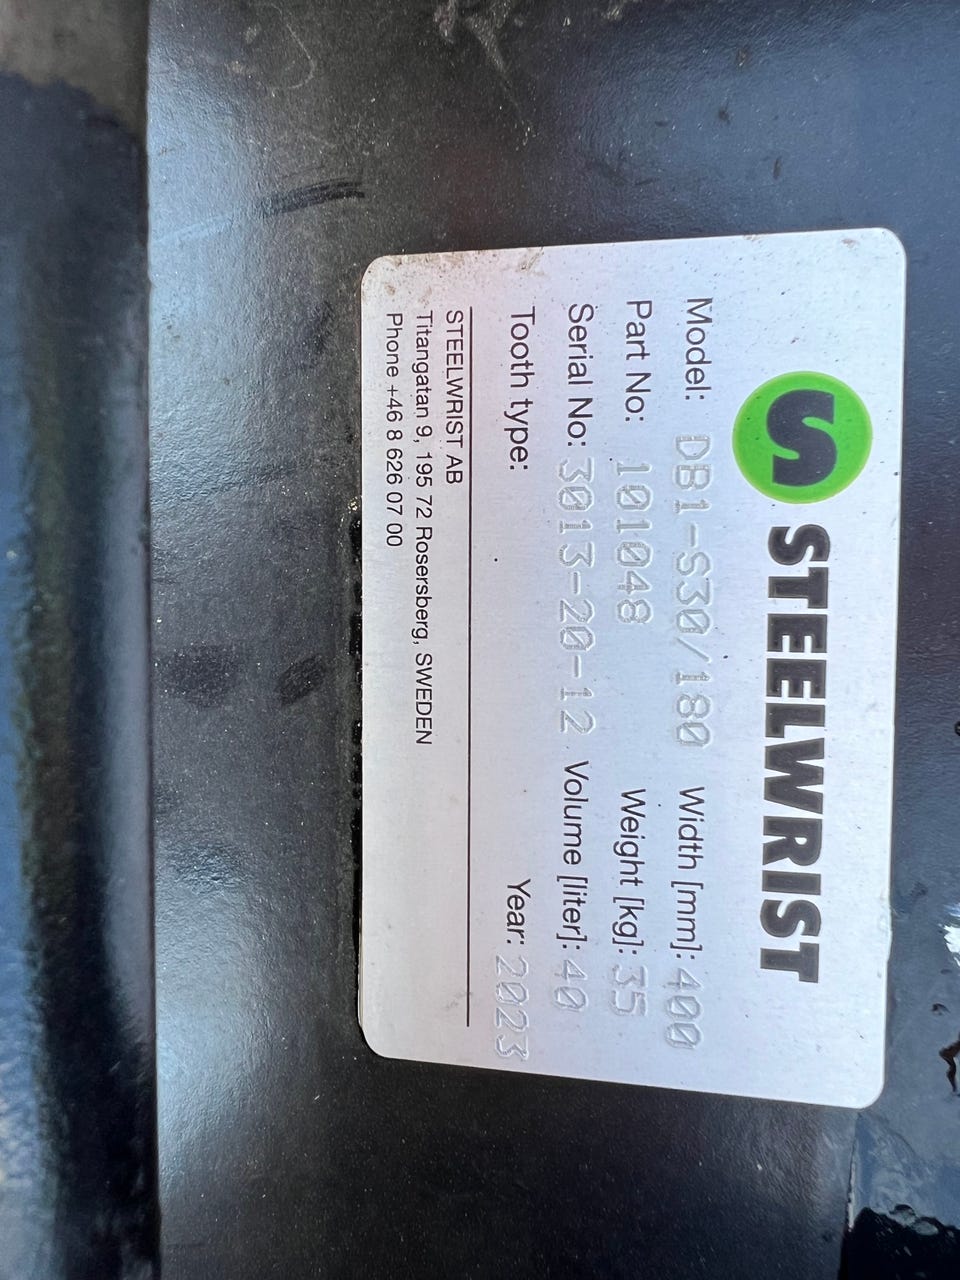 S STEELWRIST
Model: DB1-S30/180 Width [mm]: 400
Part No: 101048 Weight [kg]: 35
Serial No: 3013-20-12 Volume [liter]: 40
Tooth type: Year: 2023
STEELWRIST AB
Titangatan 9, 195 72 Rosersberg, SWEDEN
Phone +46 8 626 07 00